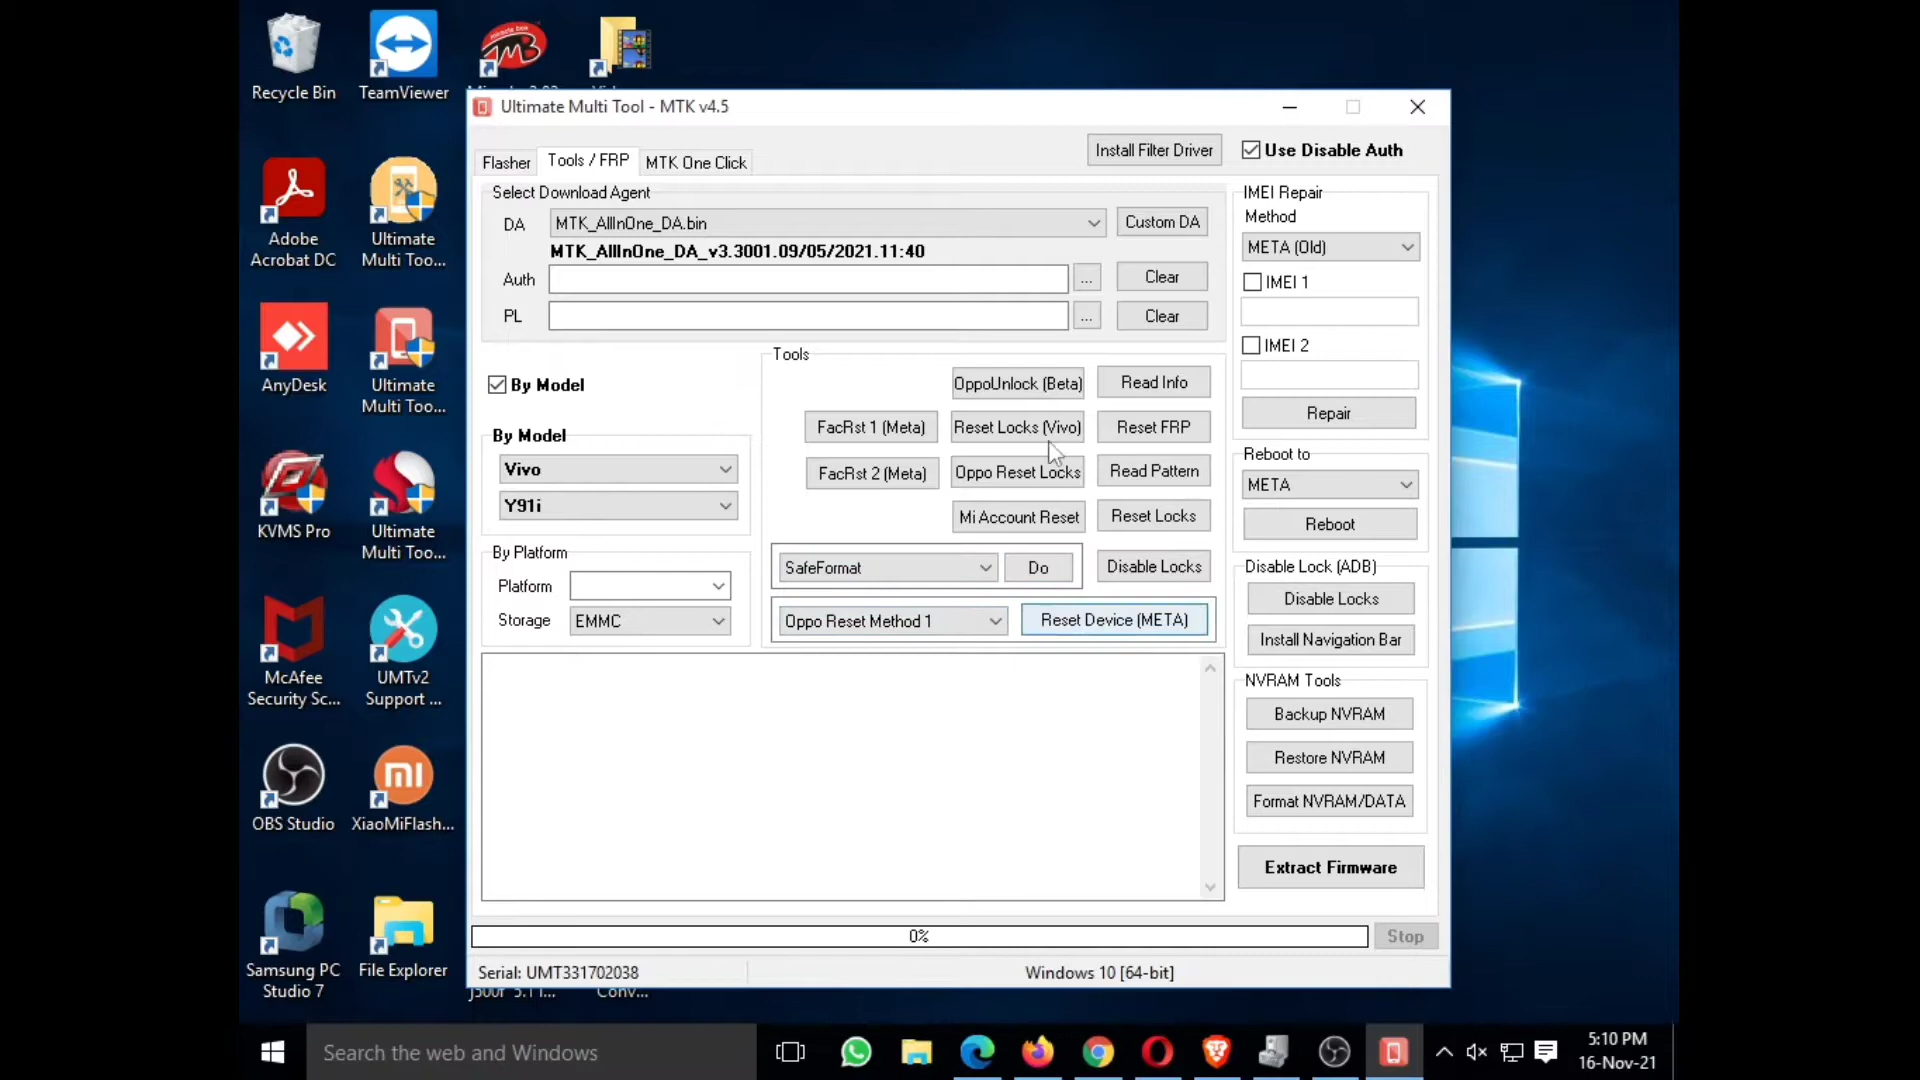 Recycle Bin
TeamViewer
Adobe
Acrobat DC
Ultimate
Multi Too...
AnyDesk
Ultimate
Multi Too...
KVMS Pro
Ultimate
Multi Too...
McAfee
Security Sc...
UMTv2
Support ...
OBS Studio
XiaoMiFlash...
Samsung PC
Studio 7
File Explorer
Ultimate Multi Tool - MTK v4.5
Flasher
Tools / FRP
MTK One Click
Install Filter Driver
Use Disable Auth
Select Download Agent
DA
MTK_AllInOne_DA.bin
Custom DA
MTK_AllInOne_DA_v3.3001.09/05/2021.11:40
Auth
...
Clear
PL
...
Clear
By Model
By Model
Vivo
Y91i
By Platform
Platform
Storage
EMMC
Tools
OppoUnlock (Beta)
Read Info
FacRst 1 (Meta)
Reset Locks (Vivo)
Reset FRP
FacRst 2 (Meta)
Oppo Reset Locks
Read Pattern
Mi Account Reset
Reset Locks
SafeFormat
Do
Disable Locks
Oppo Reset Method 1
Reset Device (META)
IMEI Repair
Method
META (Old)
IMEI 1
IMEI 2
Repair
Reboot to
META
Reboot
Disable Lock (ADB)
Disable Locks
Install Navigation Bar
NVRAM Tools
Backup NVRAM
Restore NVRAM
Format NVRAM/DATA
Extract Firmware
0%
Stop
Serial: UMT331702038
Windows 10 [64-bit]
Conv...
Search the web and Windows
5:10 PM
16-Nov-21